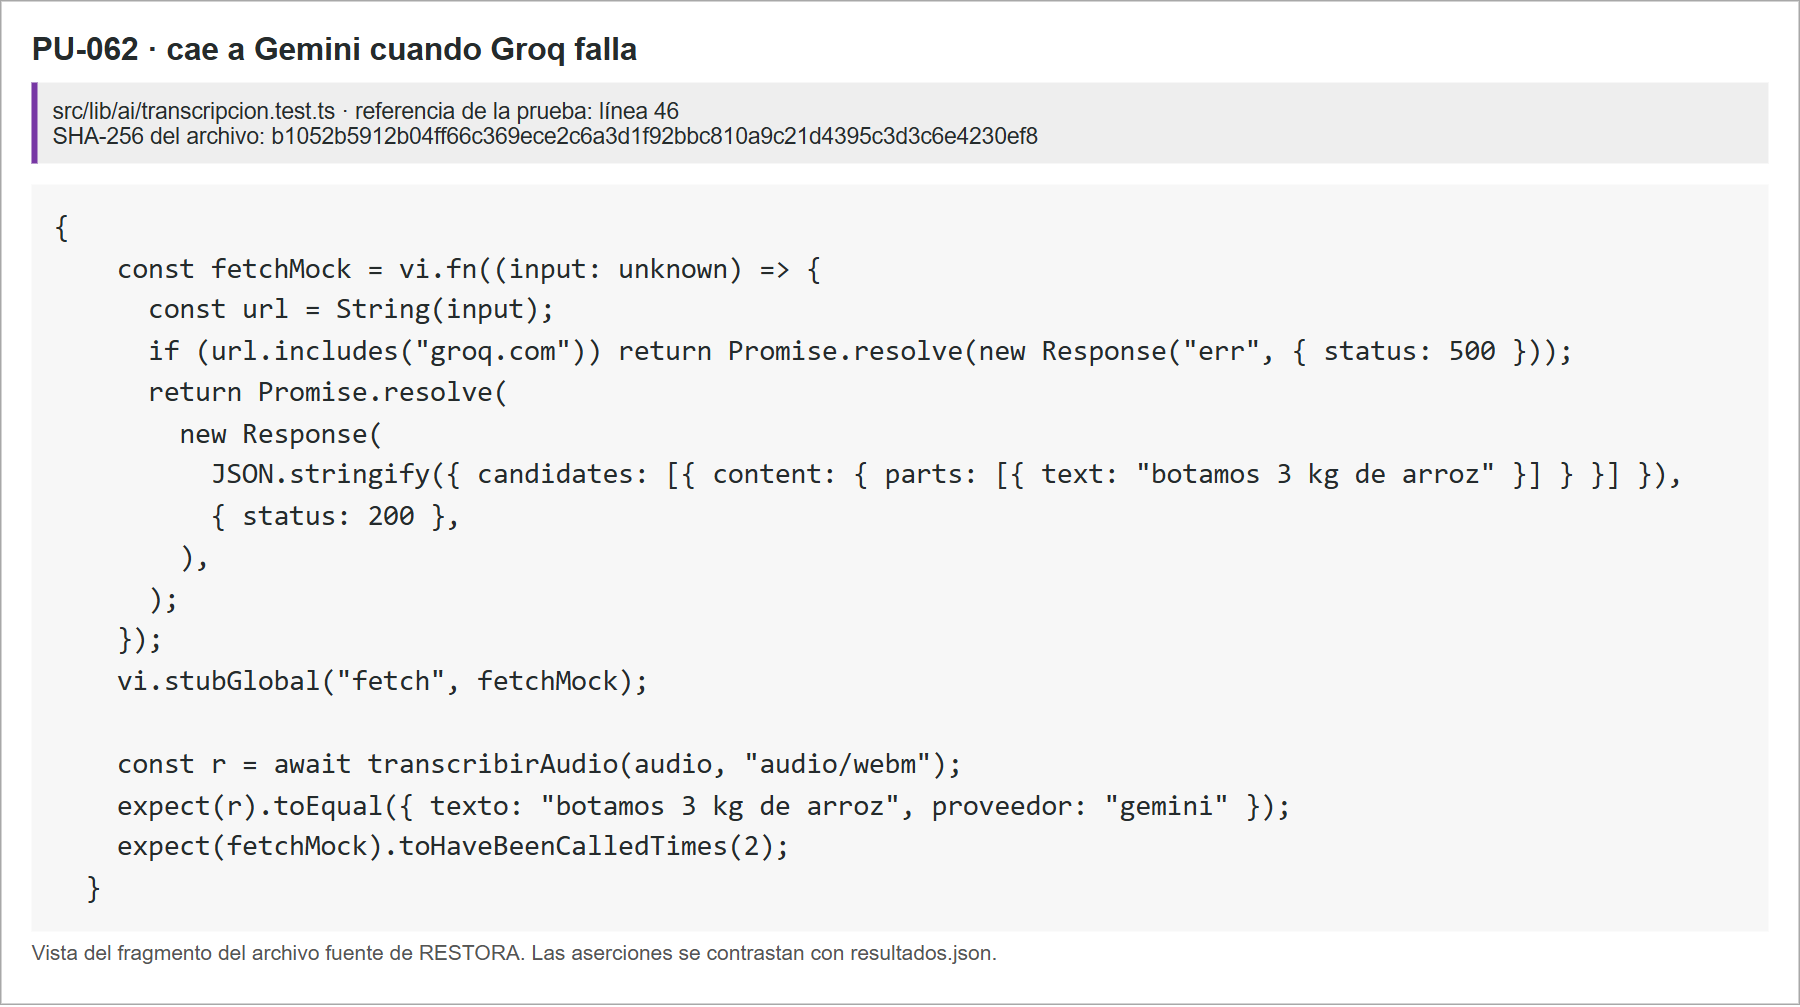 PU-062 · cae a Gemini cuando Groq falla
src/lib/ai/transcripcion.test.ts · referencia de la prueba: línea 46
SHA-256 del archivo: b1052b5912b04ff66c369ece2c6a3d1f92bbc810a9c21d4395c3d3c6e4230ef8
{
    const fetchMock = vi.fn((input: unknown) => {
      const url = String(input);
      if (url.includes("groq.com")) return Promise.resolve(new Response("err", { status: 500 }));
      return Promise.resolve(
        new Response(
          JSON.stringify({ candidates: [{ content: { parts: [{ text: "botamos 3 kg de arroz" }] } }] }),
          { status: 200 },
        ),
      );
    });
    vi.stubGlobal("fetch", fetchMock);

    const r = await transcribirAudio(audio, "audio/webm");
    expect(r).toEqual({ texto: "botamos 3 kg de arroz", proveedor: "gemini" });
    expect(fetchMock).toHaveBeenCalledTimes(2);
  }
Vista del fragmento del archivo fuente de RESTORA. Las aserciones se contrastan con resultados.json.